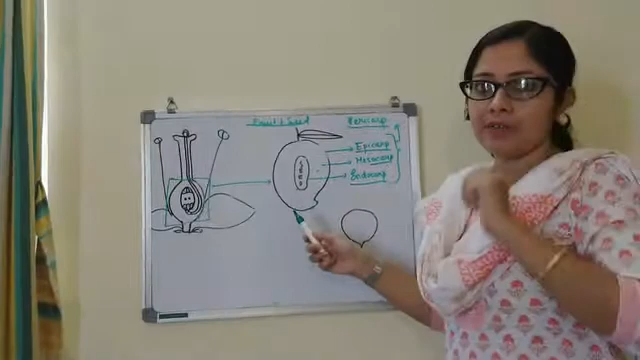 Fruit & Seed
Pericarp
Epicarp
Mesocarp
Endocarp